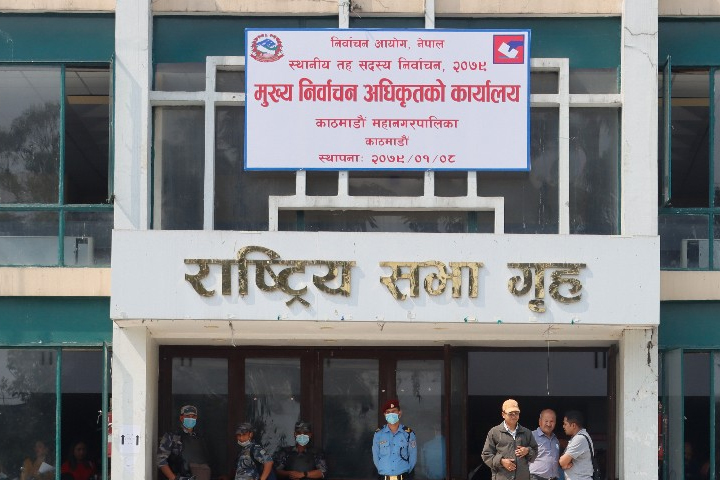 निर्वाचन आयोग, नेपाल
स्थानीय तह सदस्य निर्वाचन, २०७९
मुख्य निर्वाचन अधिकृतको कार्यालय
काठमाडौं महानगरपालिका
काठमाडौं
स्थापनाः २०७९/०१/०८
राष्ट्रिय सभा गृह